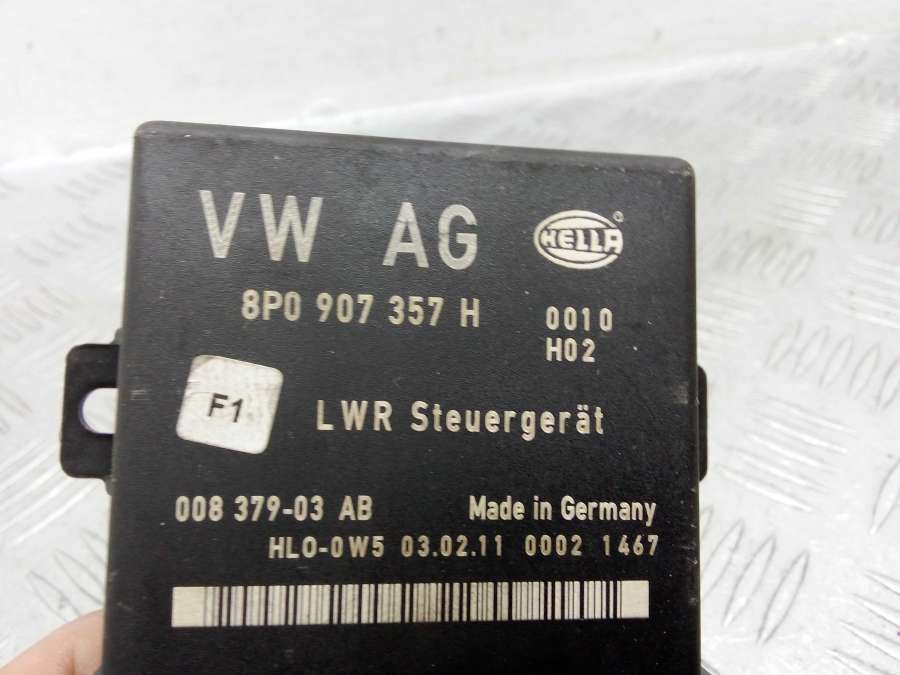 VW AG HELLA
8P0 907 357 H 0010
H02
F1 LWR Steuergerät
008 379-03 AB Made in Germany
HLO-0W5 03.02.11 0002 1467